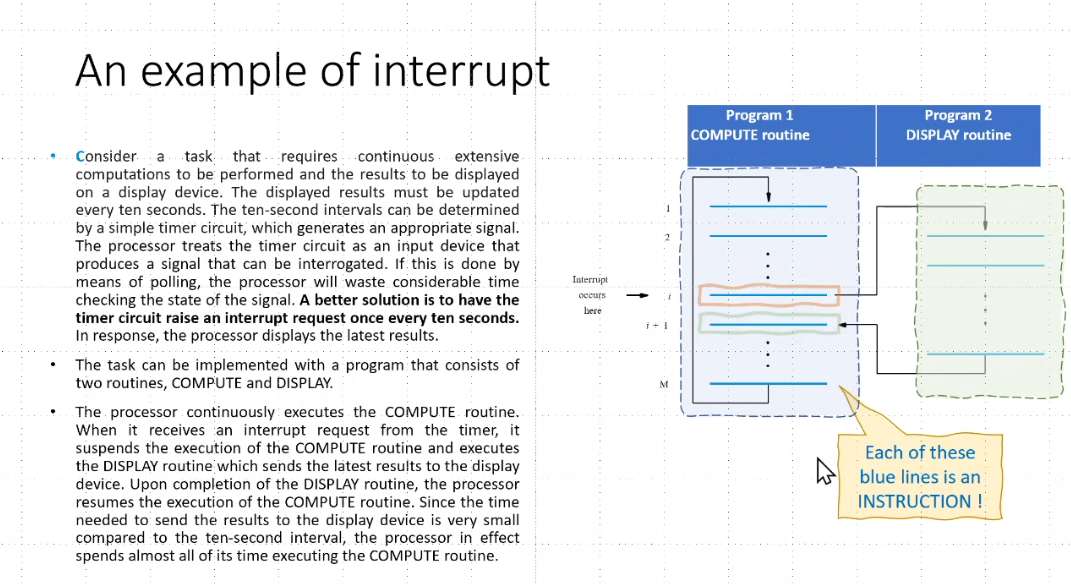 An example of interrupt
• Consider a task that requires continuous extensive
computations to be performed and the results to be displayed
on a display device. The displayed results must be updated
every ten seconds. The ten-second intervals can be determined
by a simple timer circuit, which generates an appropriate signal.
The processor treats the timer circuit as an input device that
produces a signal that can be interrogated. If this is done by
means of polling, the processor will waste considerable time
checking the state of the signal. A better solution is to have the
timer circuit raise an interrupt request once every ten seconds.
In response, the processor displays the latest results.
• The task can be implemented with a program that consists of
two routines, COMPUTE and DISPLAY.
• The processor continuously executes the COMPUTE routine.
When it receives an interrupt request from the timer, it
suspends the execution of the COMPUTE routine and executes
the DISPLAY routine which sends the latest results to the display
device. Upon completion of the DISPLAY routine, the processor
resumes the execution of the COMPUTE routine. Since the time
needed to send the results to the display device is very small
compared to the ten-second interval, the processor in effect
spends almost all of its time executing the COMPUTE routine.
Program 1
COMPUTE routine
Program 2
DISPLAY routine
1
2
Interrupt
occurs
here
i
i + 1
M
Each of these
blue lines is an
INSTRUCTION !